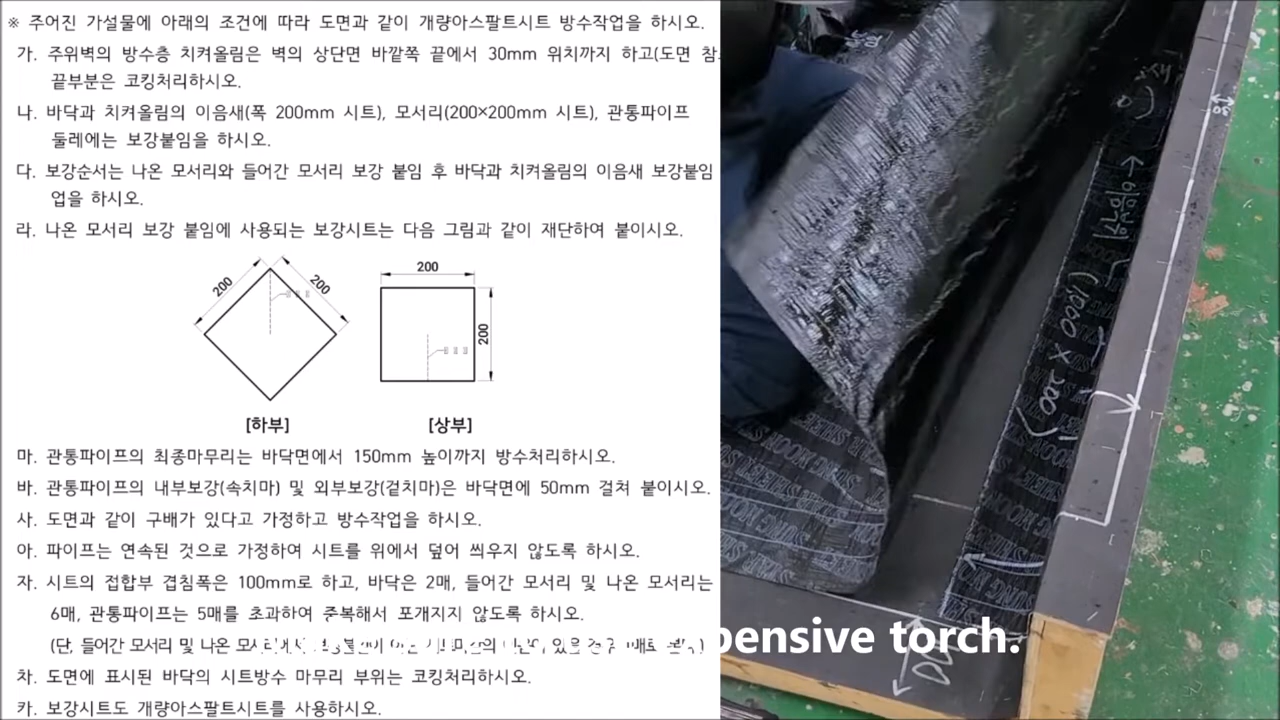 ※ 주어진 가설물에 아래의 조건에 따라 도면과 같이 개량아스팔트시트 방수작업을 하시오.
가. 주위벽의 방수층 치켜올림은 벽의 상단면 바깥쪽 끝에서 30mm 위치까지 하고(도면 참
끝부분은 코킹처리하시오.
나. 바닥과 치켜올림의 이음새(폭 200mm 시트), 모서리(200×200mm 시트), 관통파이프
둘레에는 보강붙임을 하시오.
다. 보강순서는 나온 모서리와 들어간 모서리 보강 붙임 후 바닥과 치켜올림의 이음새 보강붙임
업을 하시오.
라. 나온 모서리 보강 붙임에 사용되는 보강시트는 다음 그림과 같이 재단하여 붙이시오.
200 200
200
200
[하부] [상부]
마. 관통파이프의 최종마무리는 바닥면에서 150mm 높이까지 방수처리하시오.
바. 관통파이프의 내부보강(속치마) 및 외부보강(겉치마)은 바닥면에 50mm 걸쳐 붙이시오.
사. 도면과 같이 구배가 있다고 가정하고 방수작업을 하시오.
아. 파이프는 연속된 것으로 가정하여 시트를 위에서 덮어 씌우지 않도록 하시오.
자. 시트의 접합부 겹침폭은 100mm로 하고, 바닥은 2매, 들어간 모서리 및 나온 모서리는
6매, 관통파이프는 5매를 초과하여 중복해서 포개지지 않도록 하시오.
(단, 들어간 모서리 및 나온
차. 도면에 표시된 바닥의 시트방수 마무리 부위는 코킹처리하시오.
카. 보강시트도 개량아스팔트시트를 사용하시오.
torch.
(1000 × 200)